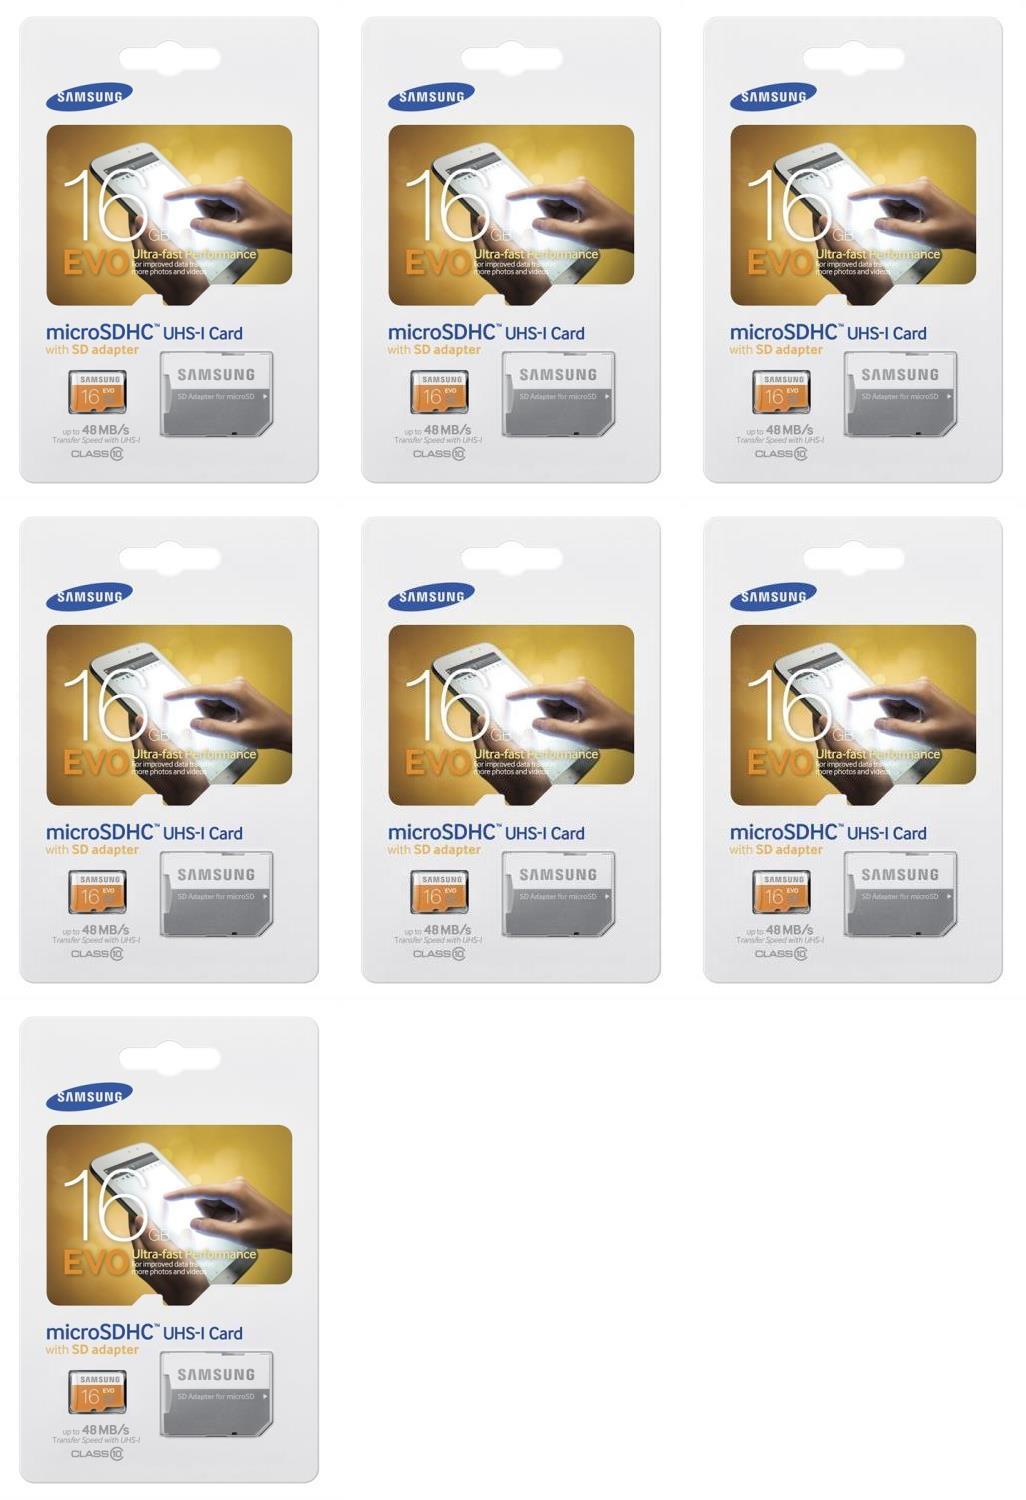 SAMSUNG
16
GB
EVO Ultra-fast Performance
For improved data transfer
more photos and videos
microSDHC™ UHS-I Card
with SD adapter
SAMSUNG
16 EVO
SAMSUNG
SD Adapter for microSD
up to 48 MB/s
Transfer Speed with UHS-I
CLASS 10
SAMSUNG
16
GB
EVO Ultra-fast Performance
For improved data transfer
more photos and videos
microSDHC™ UHS-I Card
with SD adapter
SAMSUNG
16 EVO
SAMSUNG
SD Adapter for microSD
up to 48 MB/s
Transfer Speed with UHS-I
CLASS 10
SAMSUNG
16
GB
EVO Ultra-fast Performance
For improved data transfer
more photos and videos
microSDHC™ UHS-I Card
with SD adapter
SAMSUNG
16 EVO
SAMSUNG
SD Adapter for microSD
up to 48 MB/s
Transfer Speed with UHS-I
CLASS 10
SAMSUNG
16
GB
EVO Ultra-fast Performance
For improved data transfer
more photos and videos
microSDHC™ UHS-I Card
with SD adapter
SAMSUNG
16 EVO
SAMSUNG
SD Adapter for microSD
up to 48 MB/s
Transfer Speed with UHS-I
CLASS 10
SAMSUNG
16
GB
EVO Ultra-fast Performance
For improved data transfer
more photos and videos
microSDHC™ UHS-I Card
with SD adapter
SAMSUNG
16 EVO
SAMSUNG
SD Adapter for microSD
up to 48 MB/s
Transfer Speed with UHS-I
CLASS 10
SAMSUNG
16
GB
EVO Ultra-fast Performance
For improved data transfer
more photos and videos
microSDHC™ UHS-I Card
with SD adapter
SAMSUNG
16 EVO
SAMSUNG
SD Adapter for microSD
up to 48 MB/s
Transfer Speed with UHS-I
CLASS 10
SAMSUNG
16
GB
EVO Ultra-fast Performance
For improved data transfer
more photos and videos
microSDHC™ UHS-I Card
with SD adapter
SAMSUNG
16 EVO
SAMSUNG
SD Adapter for microSD
up to 48 MB/s
Transfer Speed with UHS-I
CLASS 10